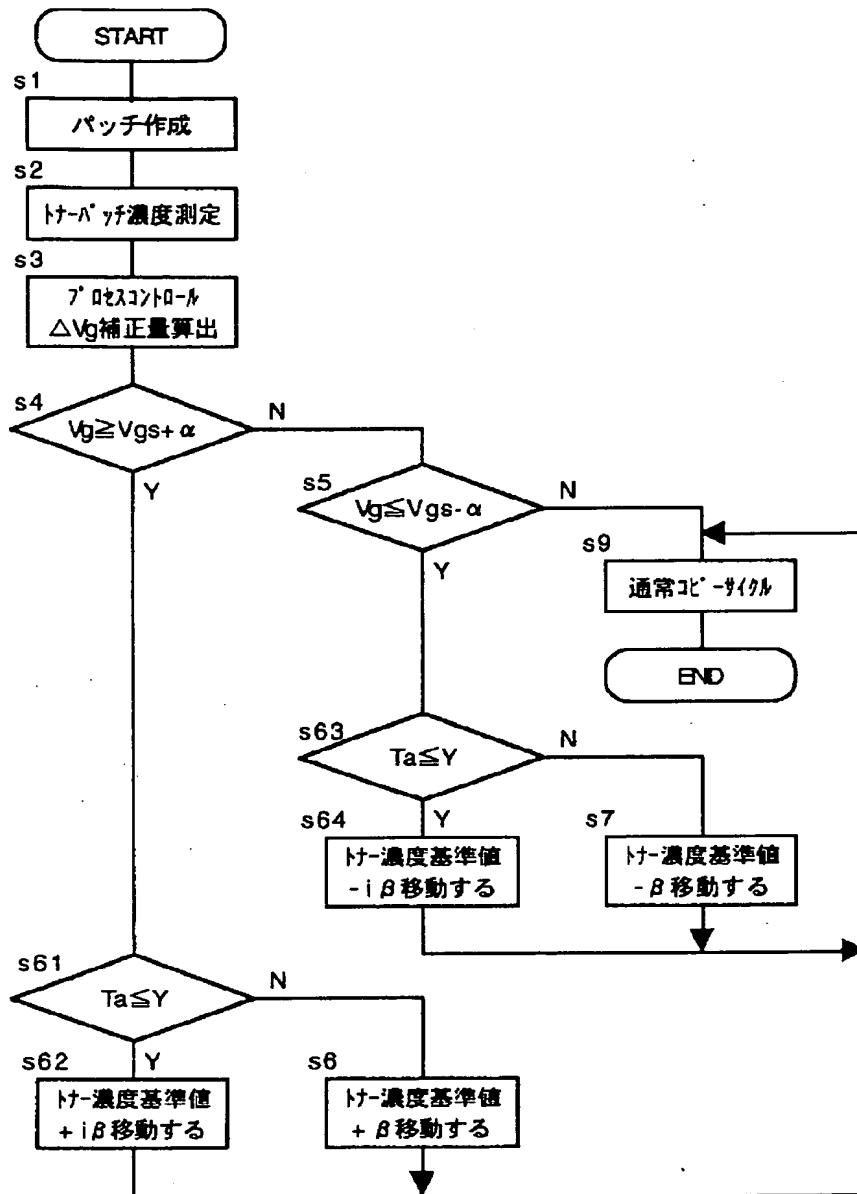 START
s1
パッチ作成
s2
ﾄﾅｰﾊﾟｯﾁ濃度測定
s3
ﾌﾟﾛｾｽｺﾝﾄﾛｰﾙ
△Vg補正量算出
s4
Vg≧Vgs+α
N
Y
s5
Vg≦Vgs-α
N
Y
s9
通常ｺﾋﾟｰｻｲｸﾙ
END
s63
Ta≦Y
N
Y
s64
ﾄﾅｰ濃度基準値
-iβ移動する
s7
ﾄﾅｰ濃度基準値
-β移動する
s61
Ta≦Y
N
Y
s62
ﾄﾅｰ濃度基準値
+iβ移動する
s6
ﾄﾅｰ濃度基準値
+β移動する